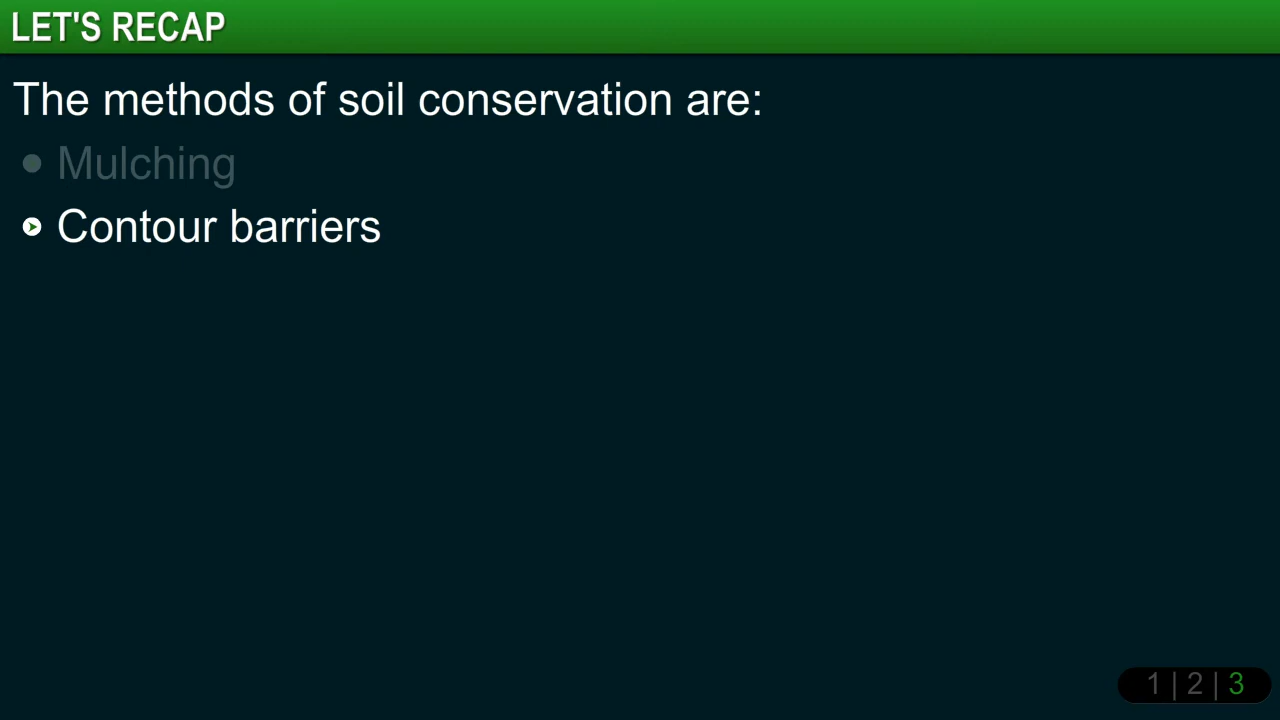 LET'S RECAP
The methods of soil conservation are:
• Mulching
Contour barriers
1 | 2 | 3